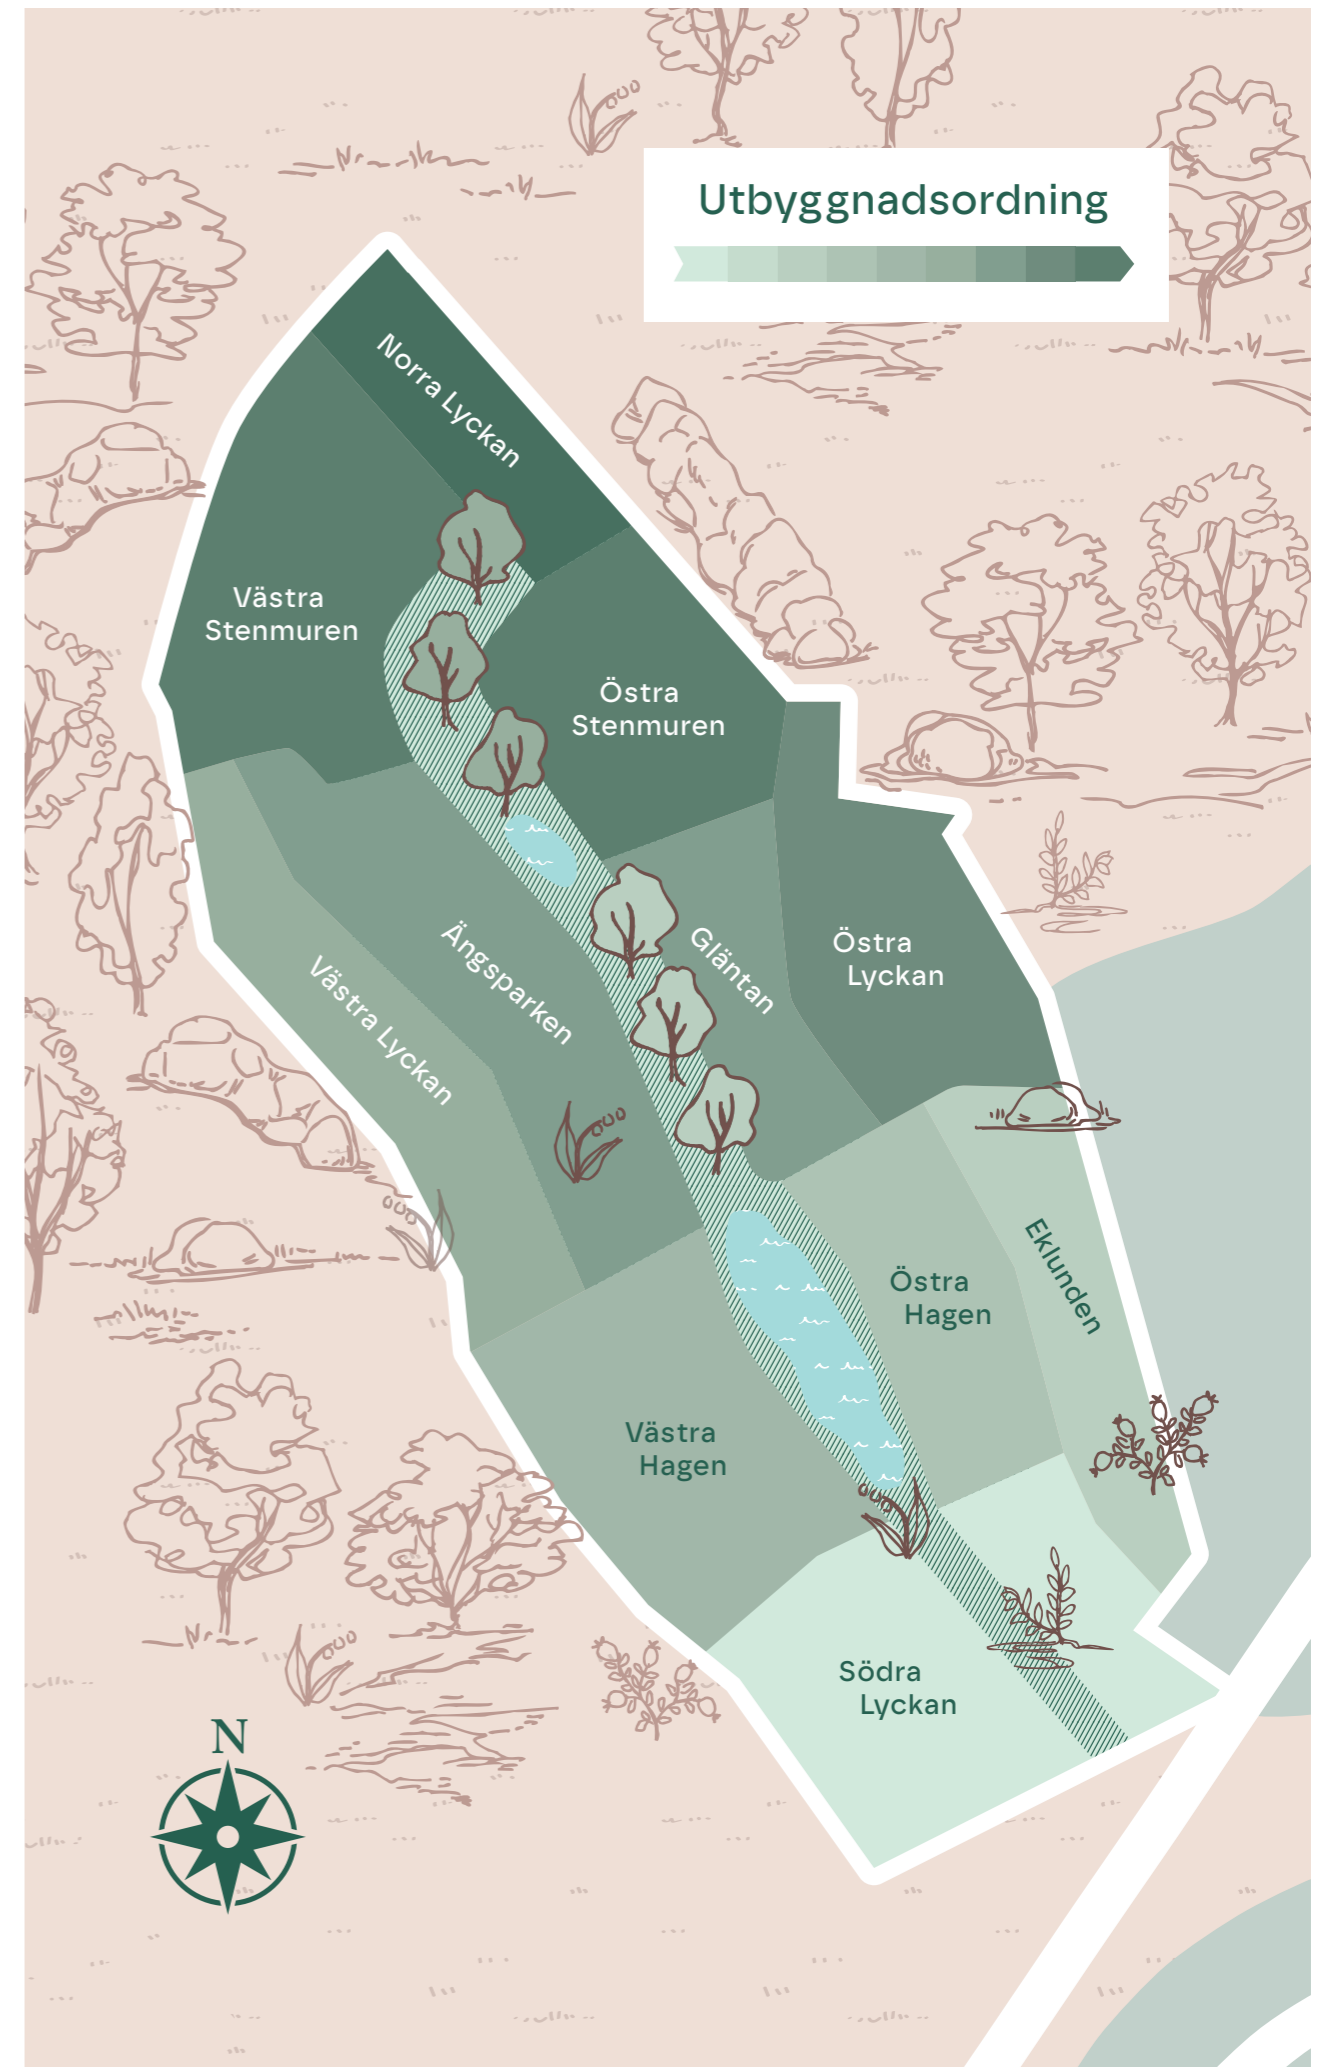 Utbyggnadsordning
Norra Lyckan
Västra
Stenmuren
Östra
Stenmuren
Gläntan
Östra
Lyckan
Ängsparken
Västra Lyckan
Östra
Hagen
Eklunden
Västra
Hagen
Södra
Lyckan
N